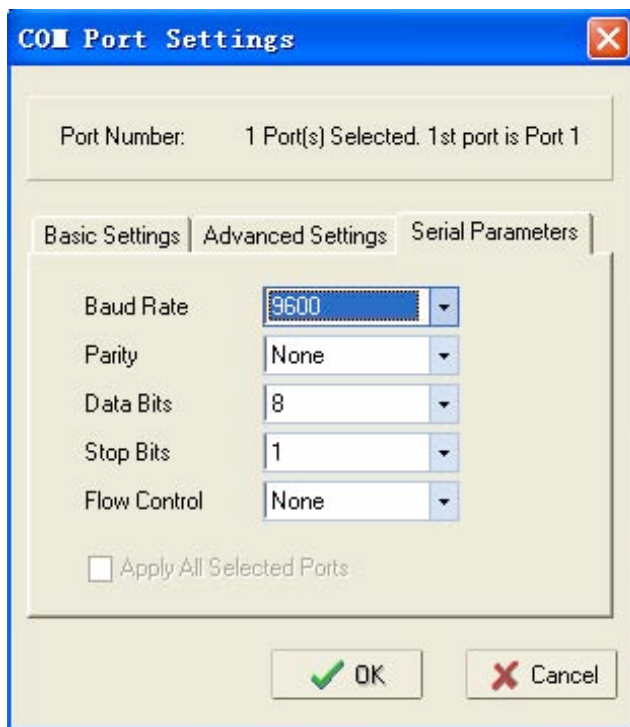 COM Port Settings
Port Number: 1 Port(s) Selected. 1st port is Port 1
Basic Settings Advanced Settings Serial Parameters
Baud Rate 9600
Parity None
Data Bits 8
Stop Bits 1
Flow Control None
Apply All Selected Ports
OK Cancel